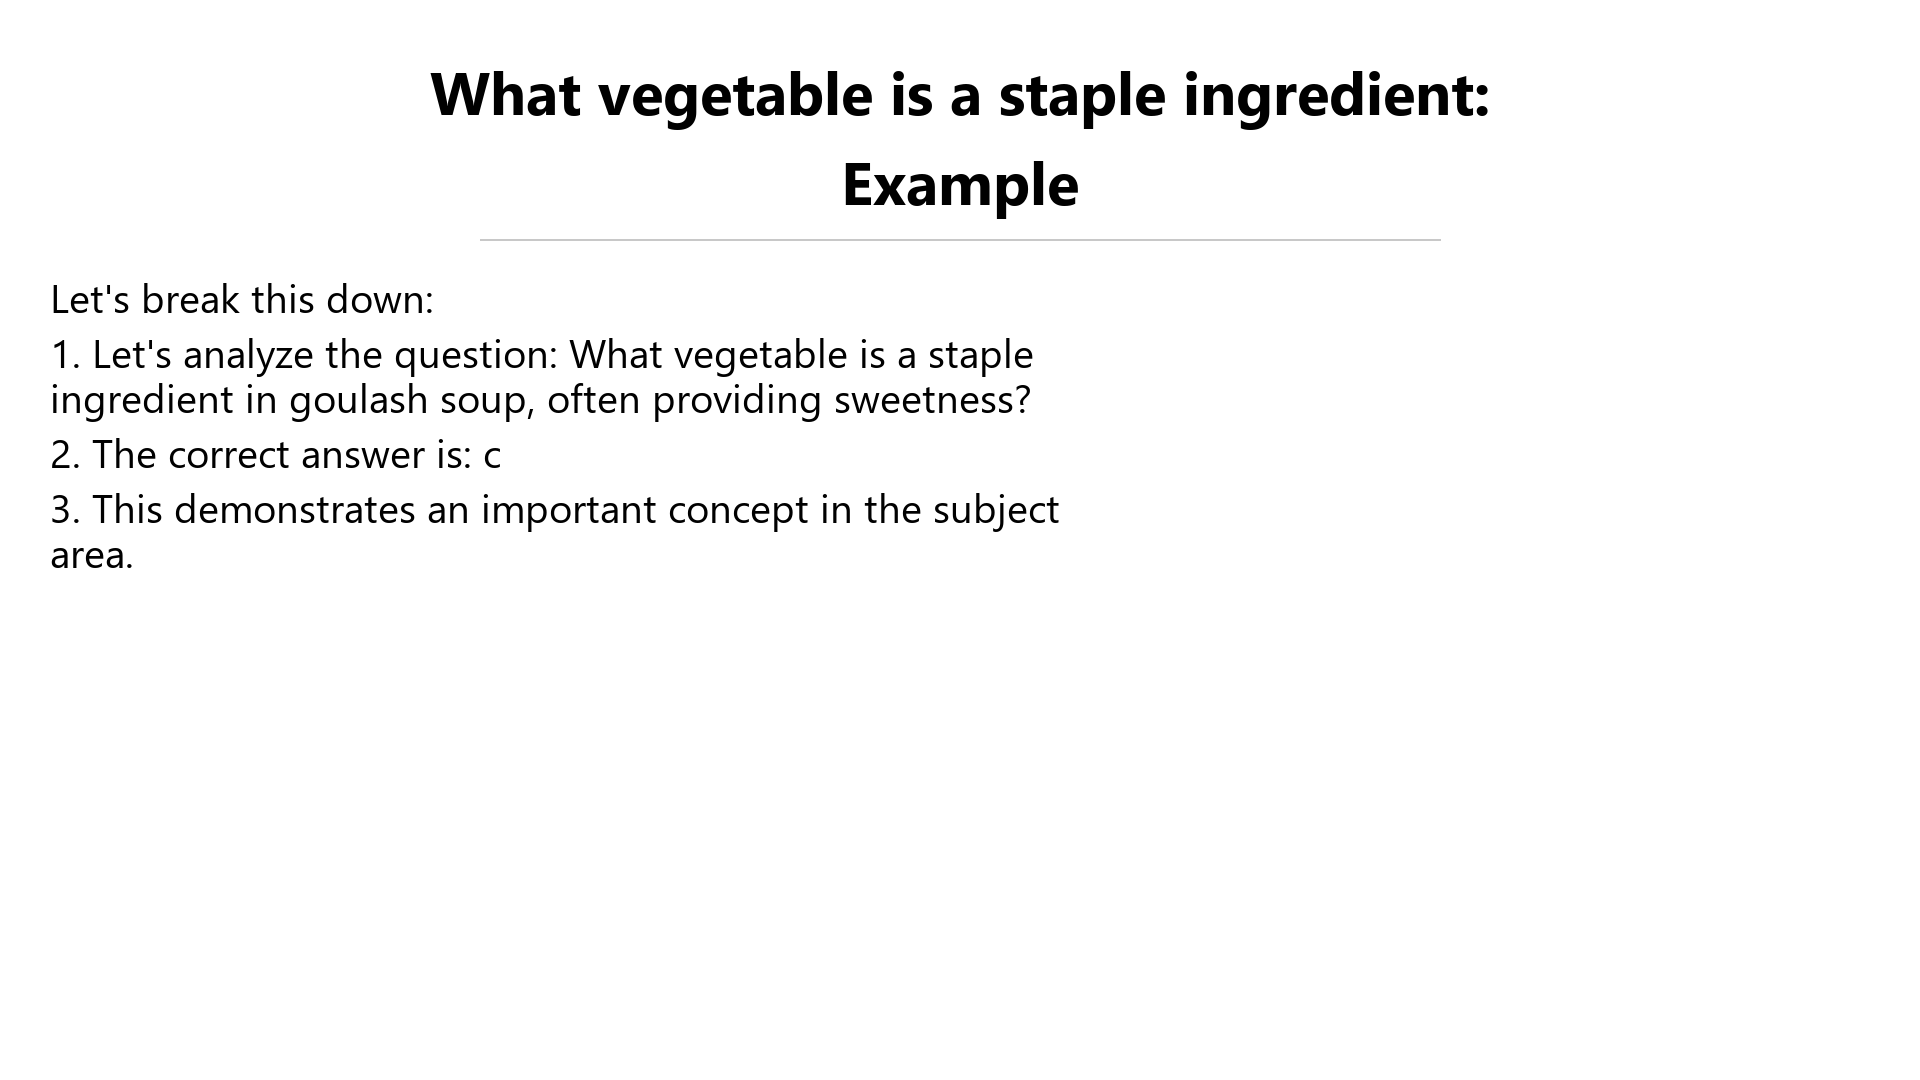 What vegetable is a staple ingredient:
Example
Let's break this down:
1. Let's analyze the question: What vegetable is a staple
ingredient in goulash soup, often providing sweetness?
2. The correct answer is: c
3. This demonstrates an important concept in the subject
area.